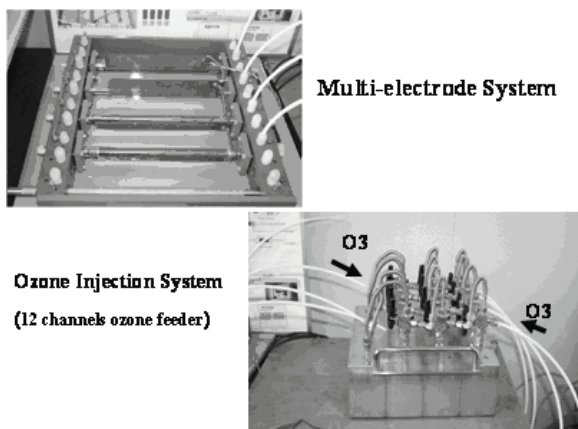 Multi-electrode System
O3
Ozone Injection System
(12 channels ozone feeder)
O3